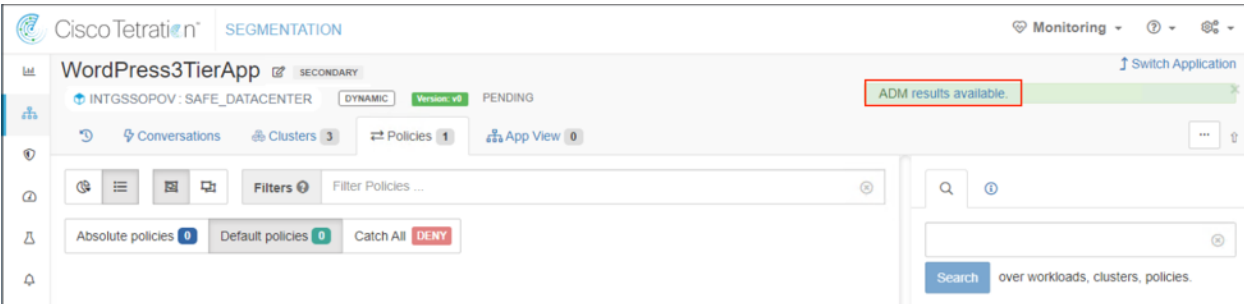 Cisco Tetration SEGMENTATION Monitoring
WordPress3TierApp SECONDARY Switch Application
INTGSSOPOV : SAFE_DATACENTER DYNAMIC Version: v0 PENDING ADM results available.
Conversations Clusters 3 Policies 1 App View 0 ...
Filters Filter Policies ...
Absolute policies 0 Default policies 0 Catch All DENY
Search over workloads, clusters, policies.